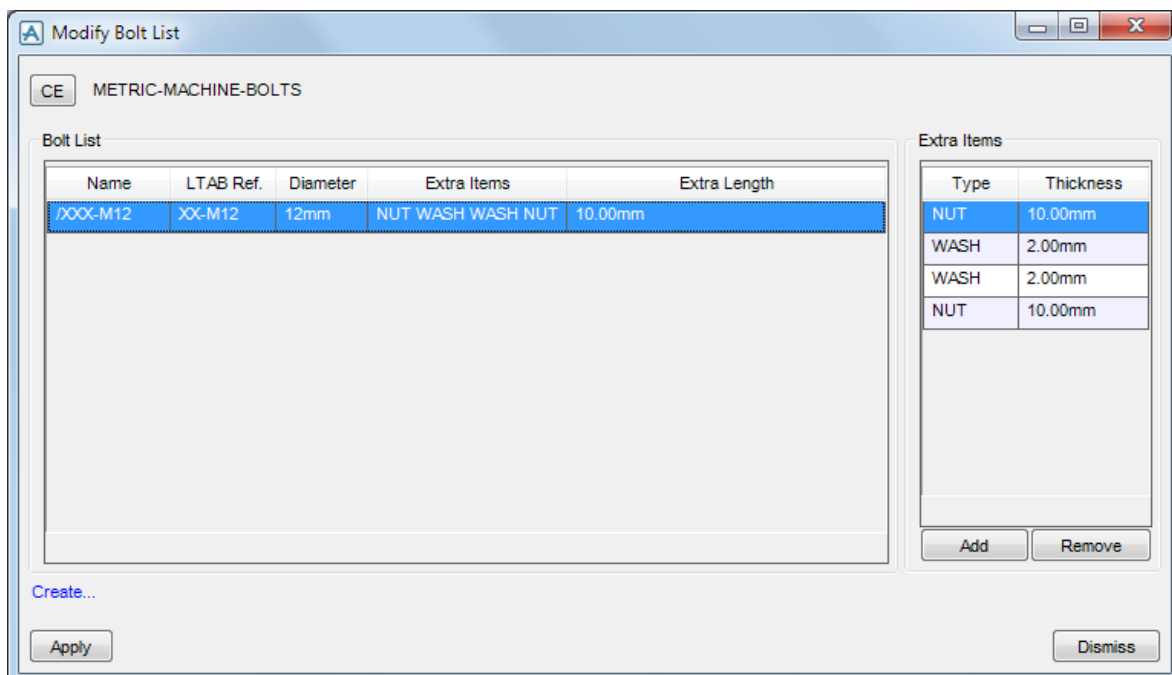 Modify Bolt List
CE METRIC-MACHINE-BOLTS
Bolt List
Name LTAB Ref. Diameter Extra Items Extra Length
/XXX-M12 XX-M12 12mm NUT WASH WASH NUT 10.00mm
Extra Items
Type Thickness
NUT 10.00mm
WASH 2.00mm
WASH 2.00mm
NUT 10.00mm
Add Remove
Create...
Apply Dismiss